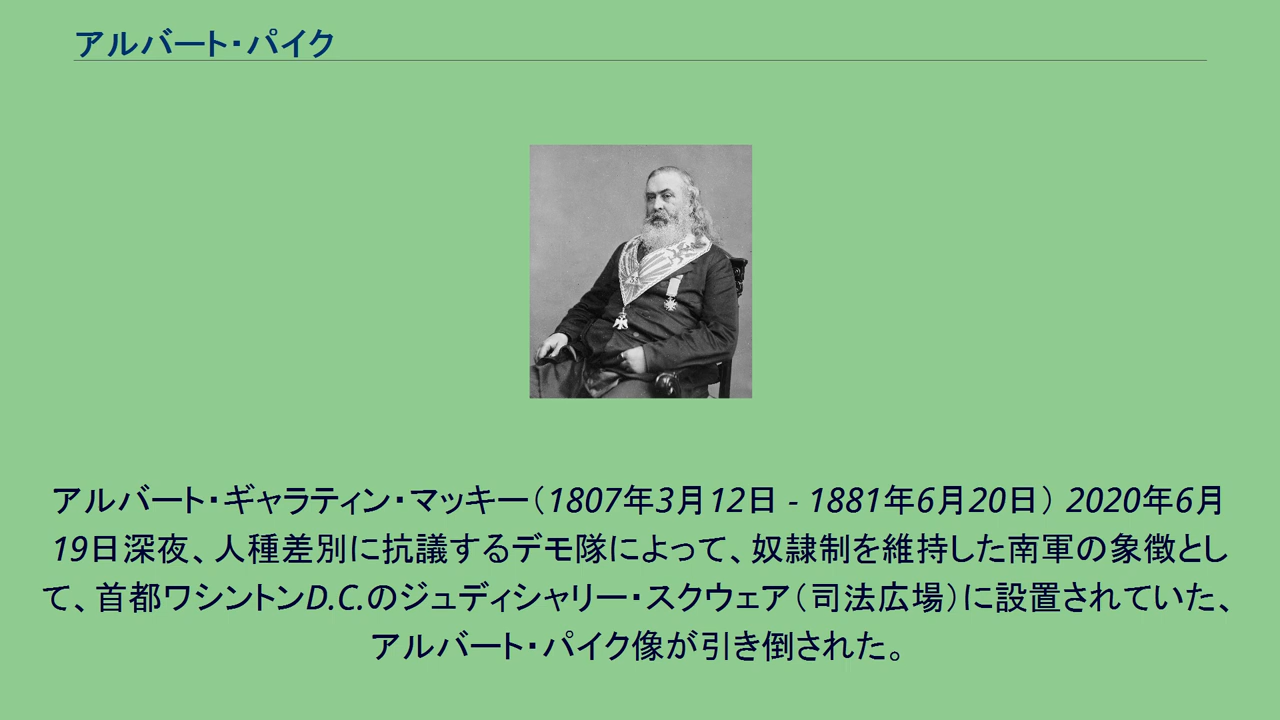 アルバート・パイク
アルバート・ギャラティン・マッキー（1807年3月12日 - 1881年6月20日） 2020年6月
19日深夜、人種差別に抗議するデモ隊によって、奴隷制を維持した南軍の象徴とし
て、首都ワシントンD.C.のジュディシャリー・スクウェア（司法広場）に設置されていた、
アルバート・パイク像が引き倒された。